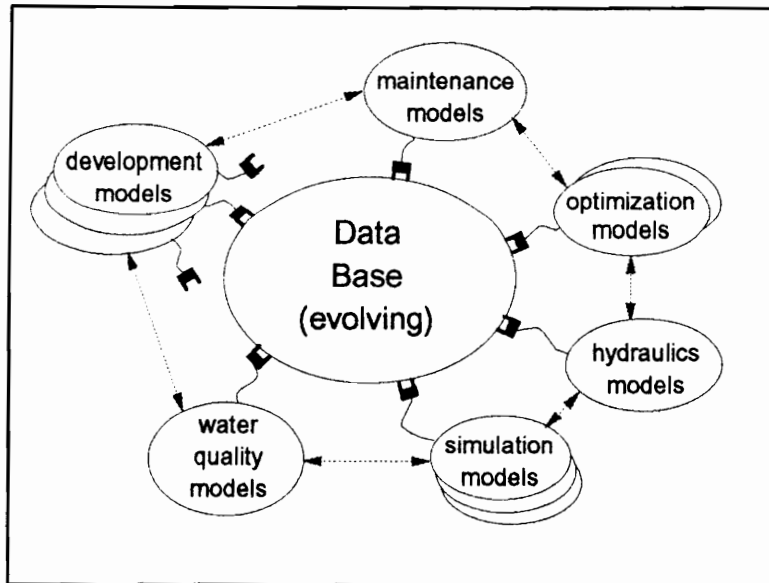 maintenance
models
development
models
optimization
models
Data
Base
(evolving)
hydraulics
models
water
quality
models
simulation
models